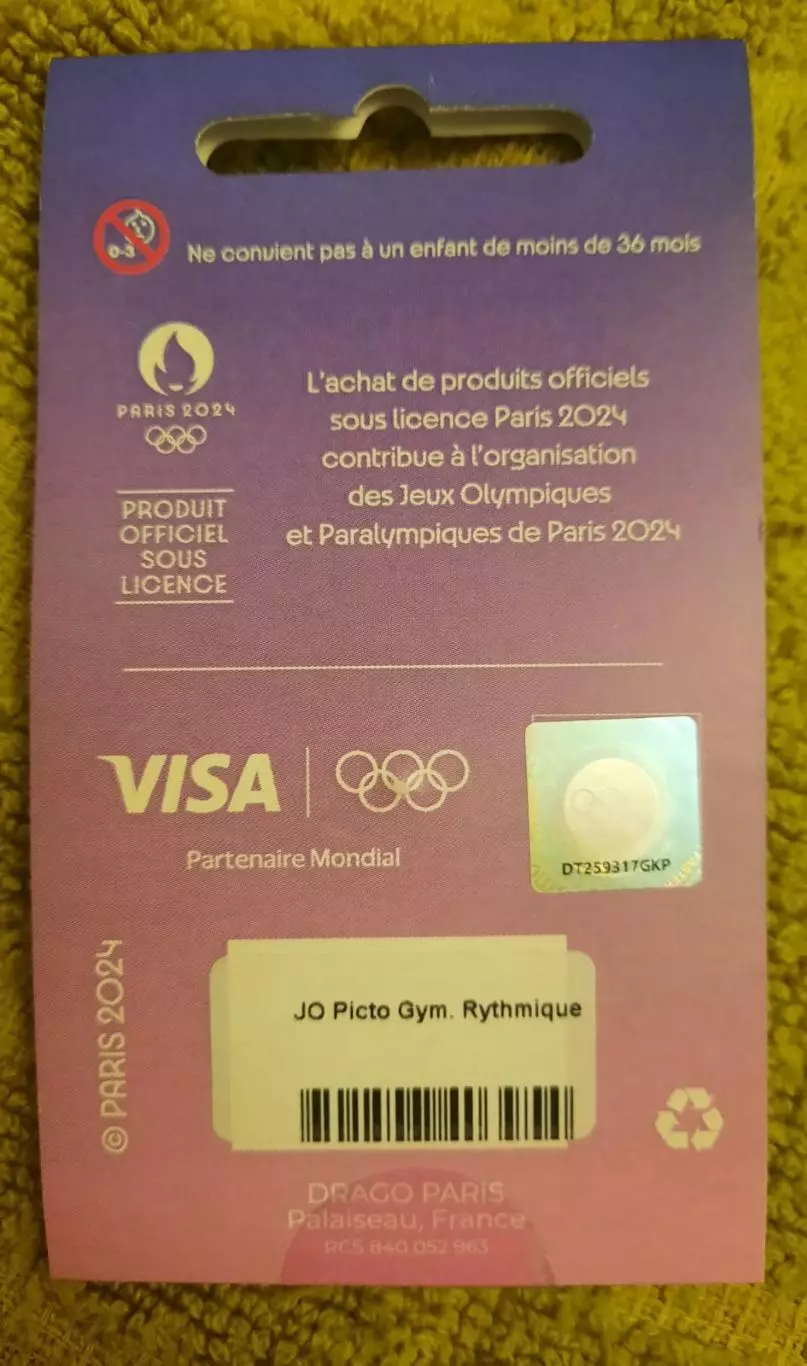 0-3
Ne convient pas à un enfant de moins de 36 mois
PARIS 2024
PRODUIT
OFFICIEL
SOUS
LICENCE
L'achat de produits officiels
sous licence Paris 2024
contribue à l'organisation
des Jeux Olympiques
et Paralympiques de Paris 2024
VISA
Partenaire Mondial
DT259317GKP
© PARIS 2024
JO Picto Gym. Rythmique
DRAGO PARIS
Palaiseau, France
RCS 840 052 963